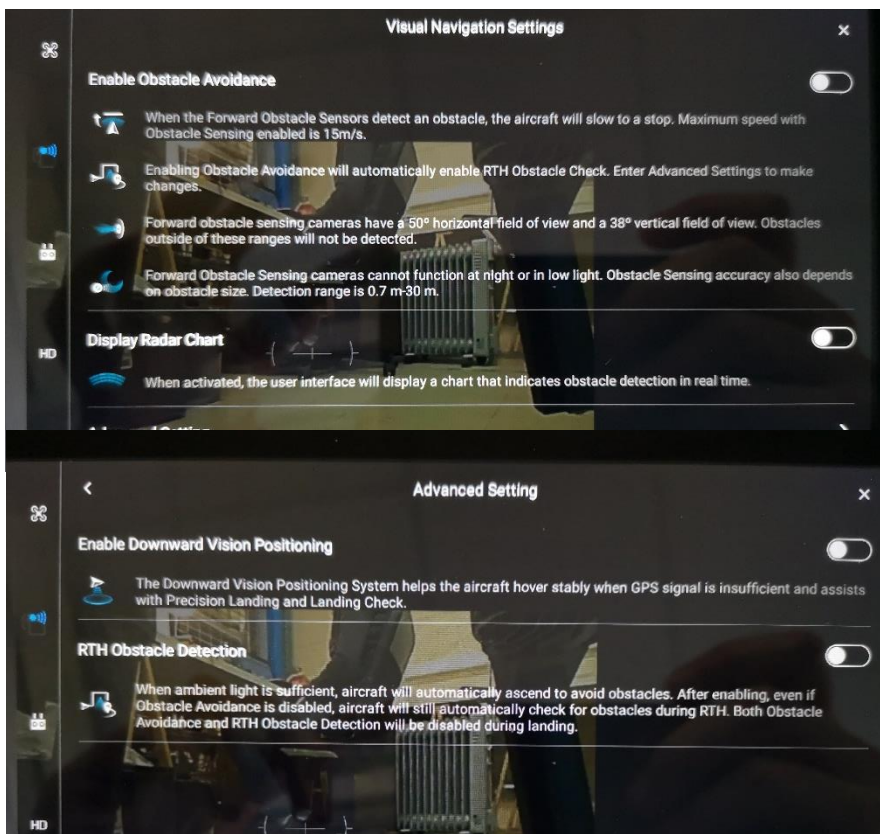 Visual Navigation Settings
Enable Obstacle Avoidance
When the Forward Obstacle Sensors detect an obstacle, the aircraft will slow to a stop. Maximum speed with
Obstacle Sensing enabled is 15m/s.
Enabling Obstacle Avoidance will automatically enable RTH Obstacle Check. Enter Advanced Settings to make
changes.
Forward obstacle sensing cameras have a 50° horizontal field of view and a 38° vertical field of view. Obstacles
outside of these ranges will not be detected.
Forward Obstacle Sensing cameras cannot function at night or in low light. Obstacle Sensing accuracy also depends
on obstacle size. Detection range is 0.7 m-30 m.
Display Radar Chart
HD
When activated, the user interface will display a chart that indicates obstacle detection in real time.
Advanced Setting
Enable Downward Vision Positioning
The Downward Vision Positioning System helps the aircraft hover stably when GPS signal is insufficient and assists
with Precision Landing and Landing Check.
RTH Obstacle Detection
When ambient light is sufficient, aircraft will automatically ascend to avoid obstacles. After enabling, even if
Obstacle Avoidance is disabled, aircraft will still automatically check for obstacles during RTH. Both Obstacle
Avoidance and RTH Obstacle Detection will be disabled during landing.
HD